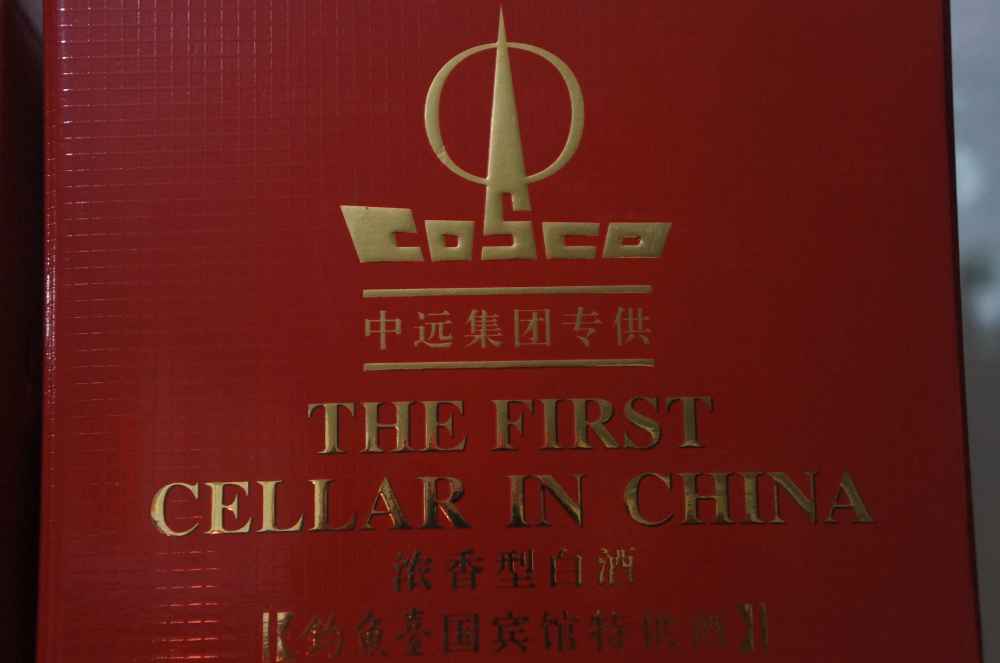 COSCO
中远集团专供
THE FIRST
CELLAR IN CHINA
浓香型白酒
【钓鱼臺国宾馆特供酒】